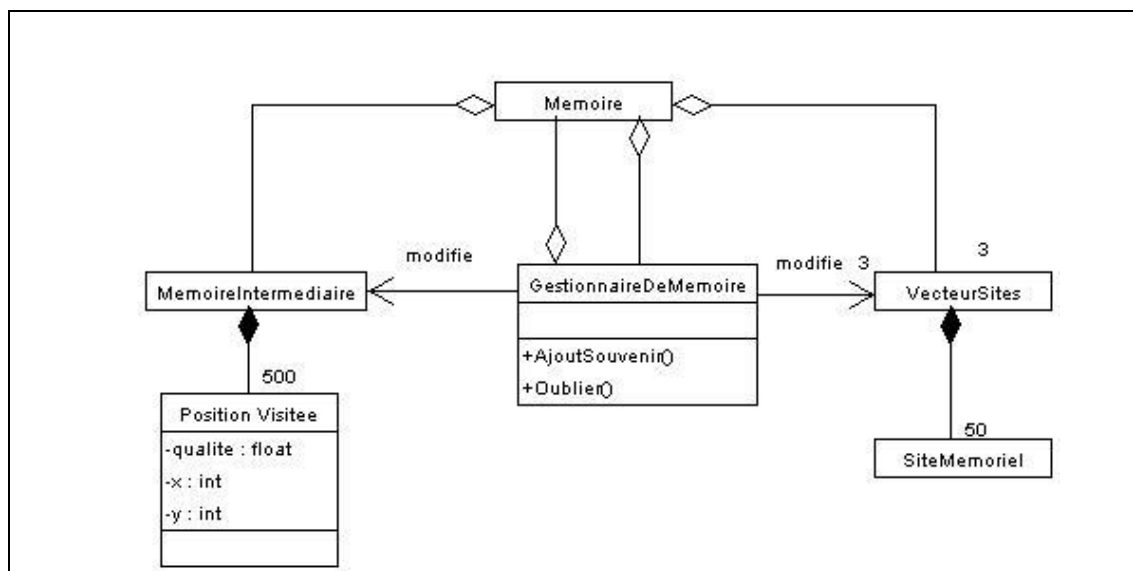 Memoire
modifie
modifie 3
3
MemoireIntermediaire
GestionnaireDeMemoire
VecteurSites
+AjoutSouvenir()
+Oublier()
500
Position Visitee
-qualite : float
-x : int
-y : int
50
SiteMemoriel